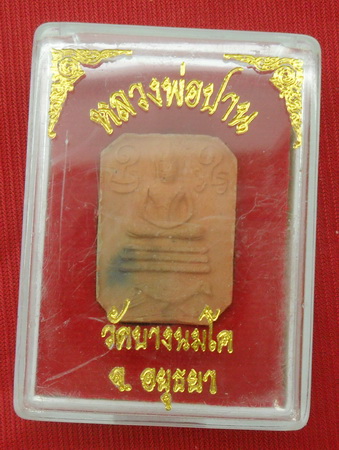 หลวงพ่อปาน
วัดบางนมโค
จ. อยุธยา